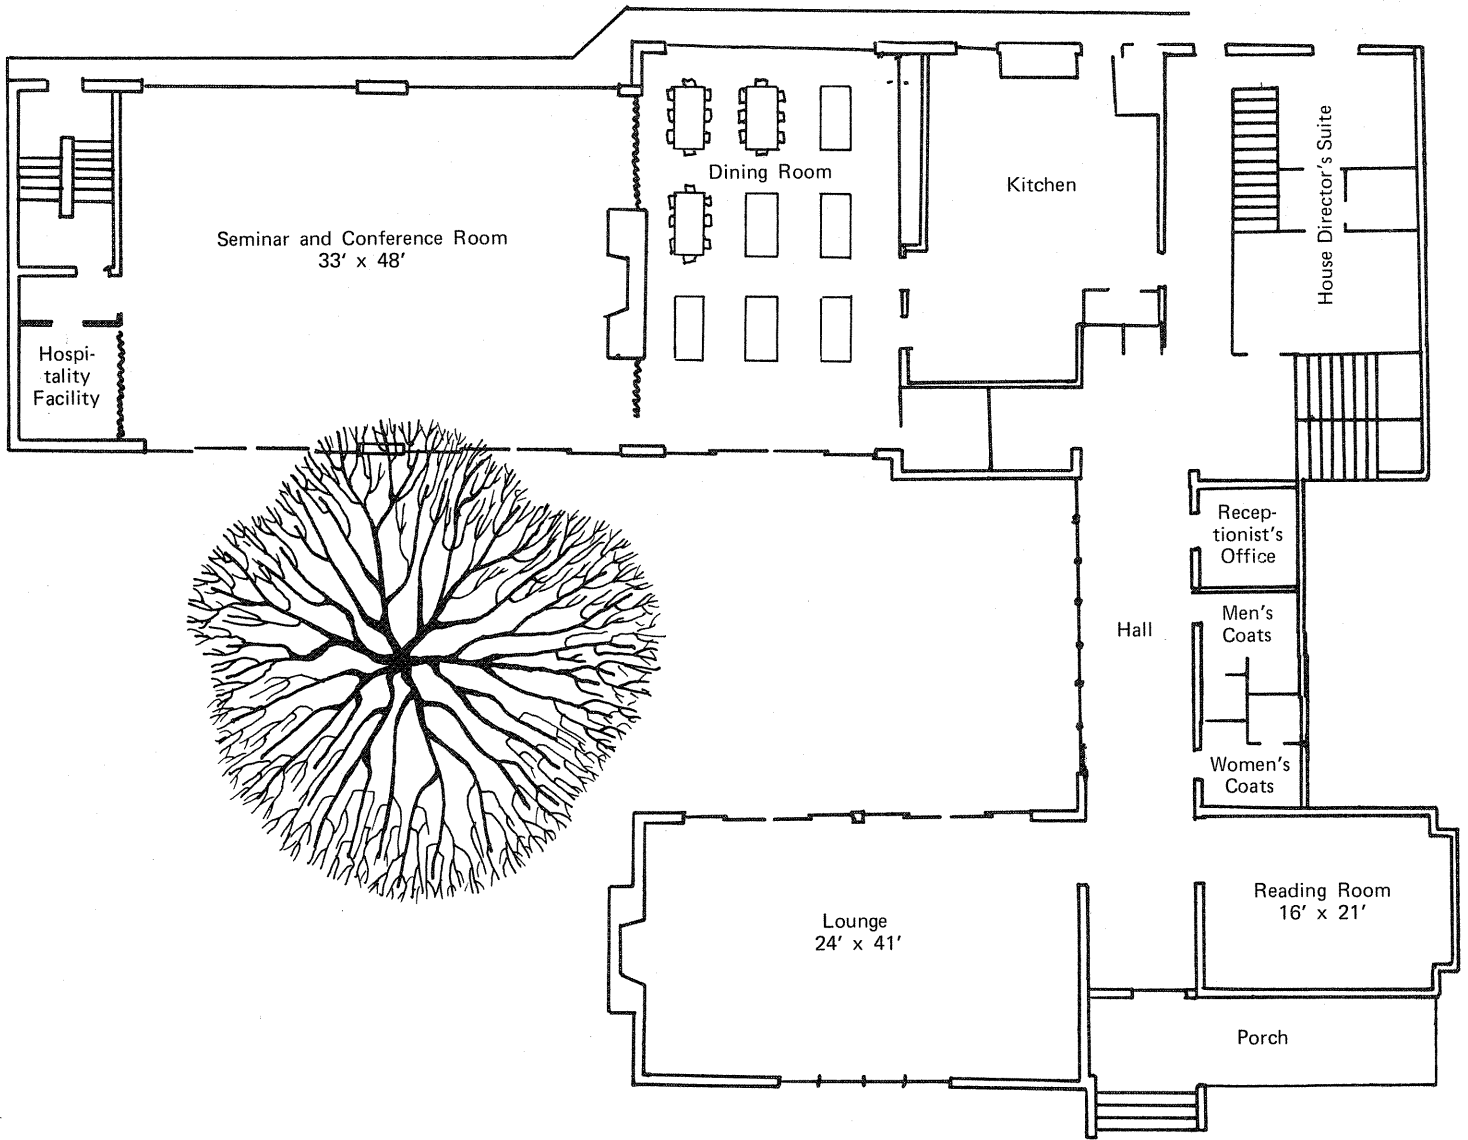 Dining Room
Kitchen
House Director's Suite
Seminar and Conference Room
33' x 48'
Hospi-
tality
Facility
Recep-
tionist's
Office
Men's
Coats
Hall
Women's
Coats
Reading Room
16' x 21'
Lounge
24' x 41'
Porch